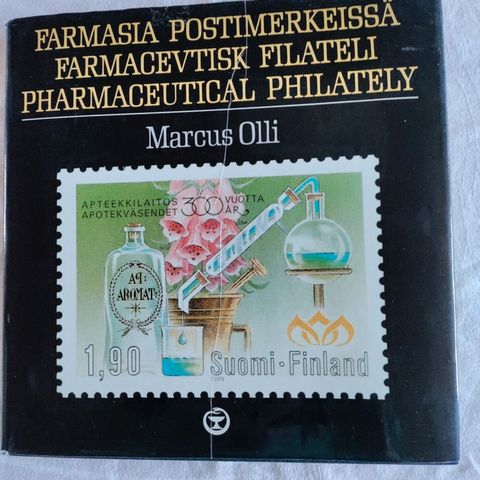 FARMASIA POSTIMERKEISSÄ
FARMACEVTISK FILATELI
PHARMACEUTICAL PHILATELY
Marcus Olli
APTEEKKILAITOS 300 VUOTTA
APOTEKVÄSENDET 300 ÅR
AQ:
AROMAT:
1,90 Suomi·Finland
1989